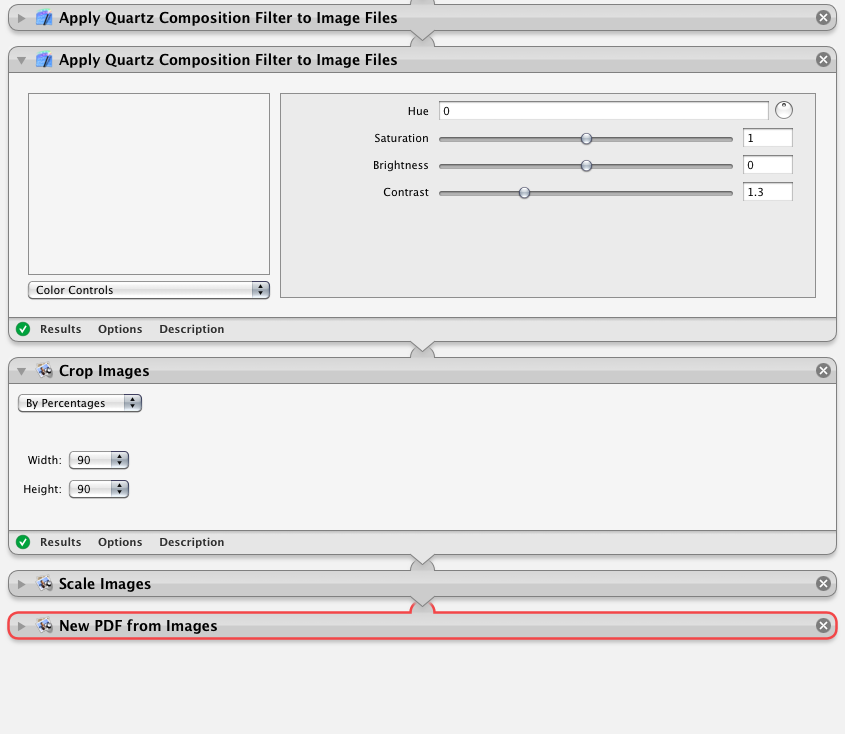 Apply Quartz Composition Filter to Image Files
Apply Quartz Composition Filter to Image Files
Hue 0
Saturation 1
Brightness 0
Contrast 1.3
Color Controls
Results Options Description
Crop Images
By Percentages
Width: 90
Height: 90
Results Options Description
Scale Images
New PDF from Images